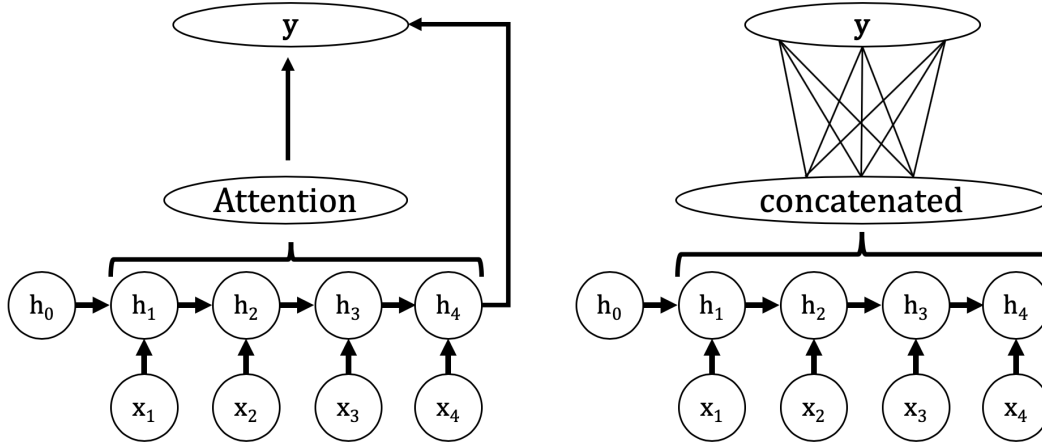 y
Attention
h0 h1 h2 h3 h4
x1 x2 x3 x4
y
concatenated
h0 h1 h2 h3 h4
x1 x2 x3 x4